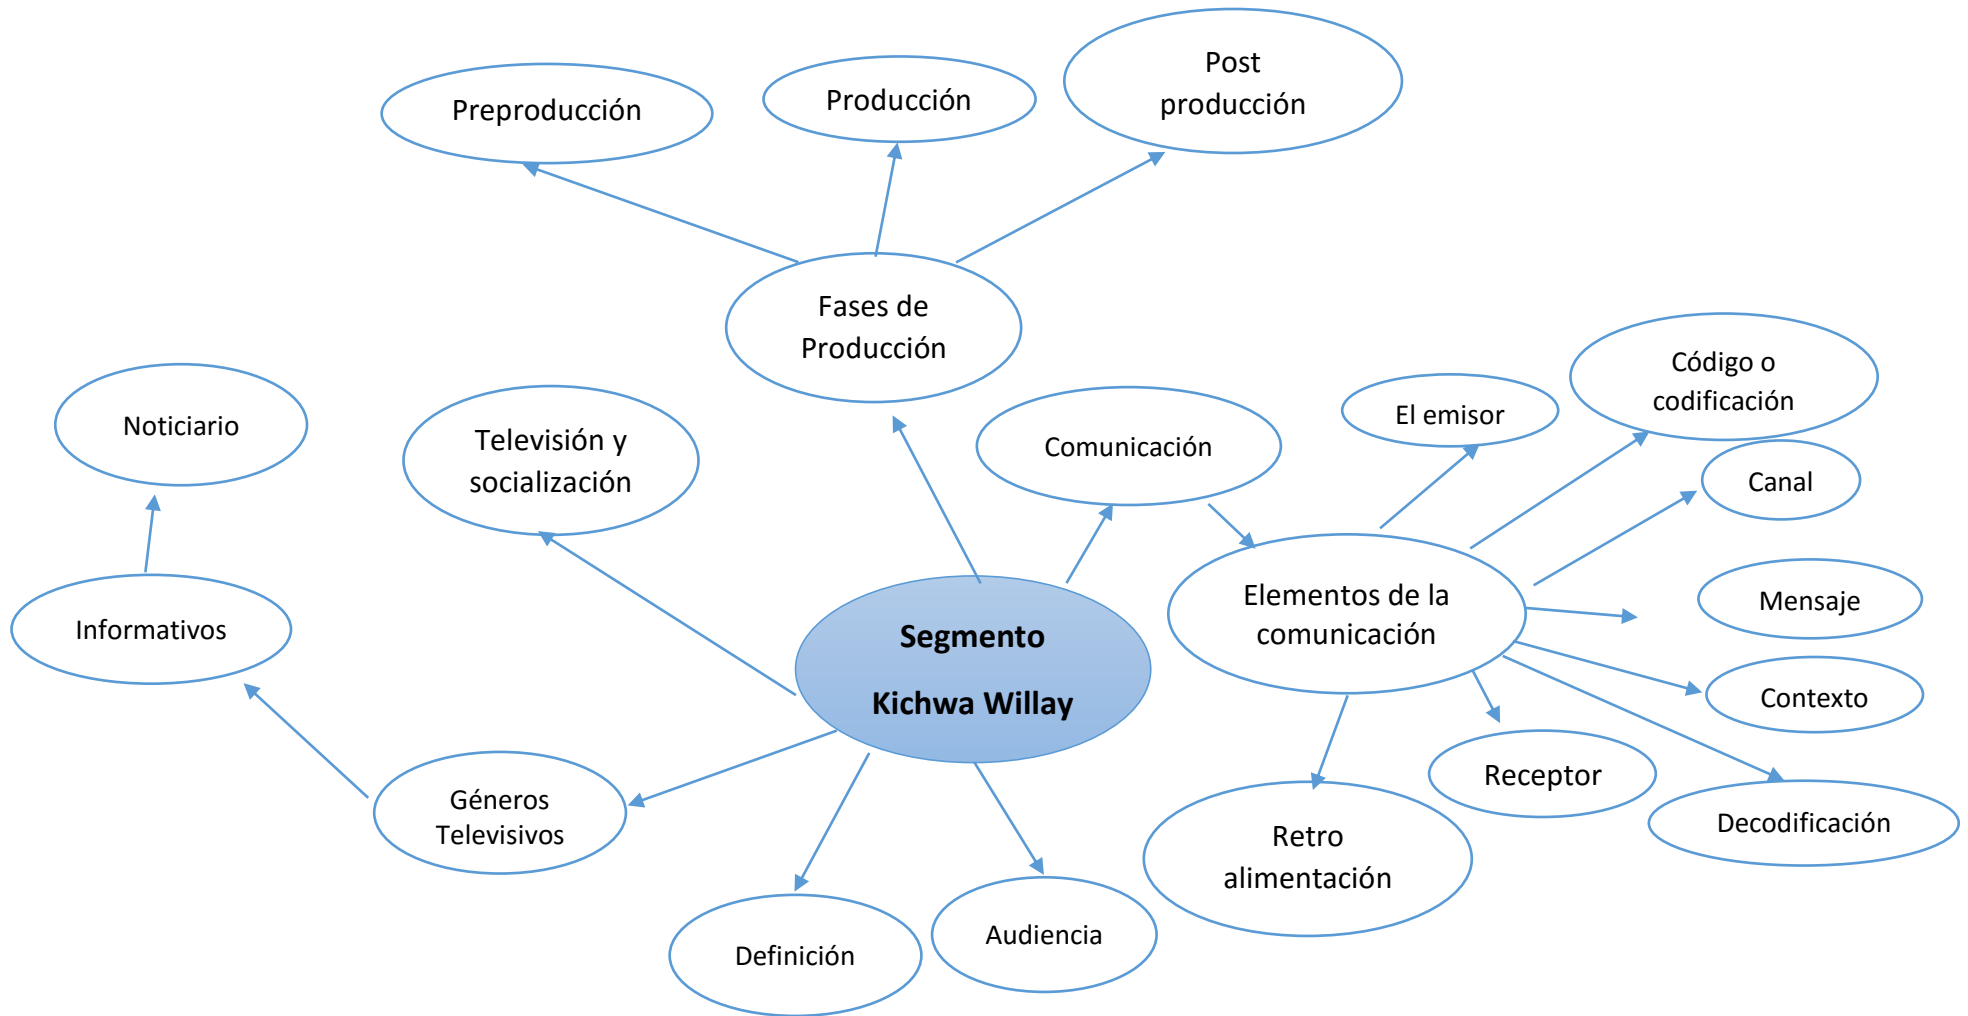 Post
producción
Producción
Preproducción
Fases de
Producción
Código o
codificación
El emisor
Noticiario
Televisión y
socialización
Comunicación
Canal
Elementos de la
comunicación
Mensaje
Informativos
Segmento
Kichwa Willay
Contexto
Receptor
Géneros
Televisivos
Decodificación
Retro
alimentación
Audiencia
Definición